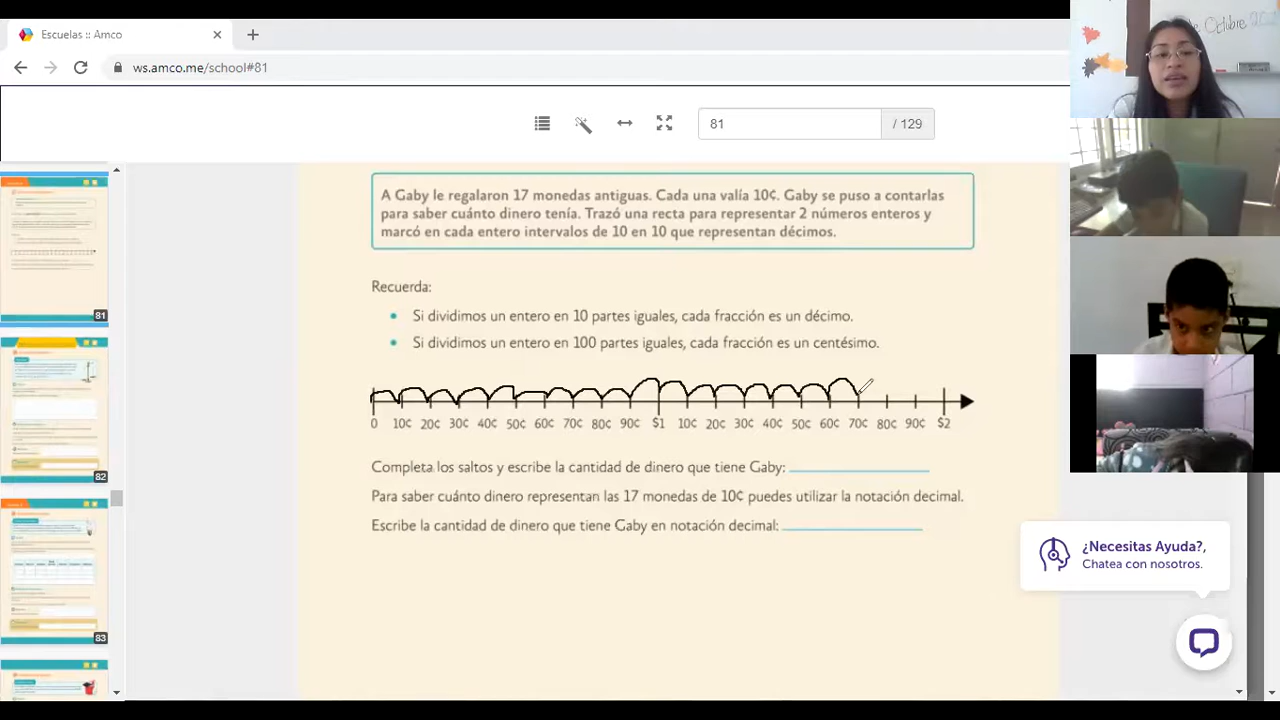 Escuelas :: Amco
ws.amco.me/school#81
81 / 129
A Gaby le regalaron 17 monedas antiguas. Cada una valía 10¢. Gaby se puso a contarlas
para saber cuánto dinero tenía. Trazó una recta para representar 2 números enteros y
marcó en cada entero intervalos de 10 en 10 que representan décimos.
Recuerda:
• Si dividimos un entero en 10 partes iguales, cada fracción es un décimo.
• Si dividimos un entero en 100 partes iguales, cada fracción es un centésimo.
0 10¢ 20¢ 30¢ 40¢ 50¢ 60¢ 70¢ 80¢ 90¢ $1 10¢ 20¢ 30¢ 40¢ 50¢ 60¢ 70¢ 80¢ 90¢ $2
Completa los saltos y escribe la cantidad de dinero que tiene Gaby:
Para saber cuánto dinero representan las 17 monedas de 10¢ puedes utilizar la notación decimal.
Escribe la cantidad de dinero que tiene Gaby en notación decimal:
81
82
83
¿Necesitas Ayuda?,
Chatea con nosotros.
Octubre